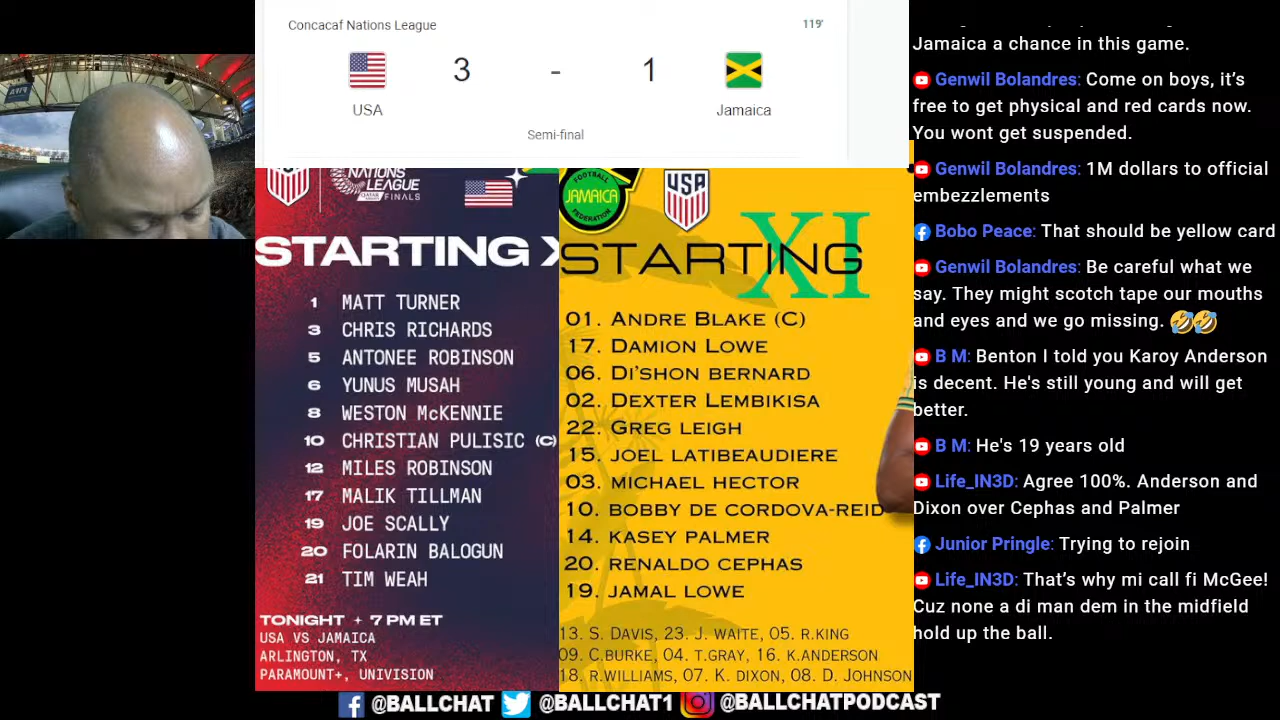 Concacaf Nations League
119'
3 - 1
USA
Jamaica
Semi-final
NATIONS
LEAGUE
FINALS
STARTING X
1 MATT TURNER
3 CHRIS RICHARDS
5 ANTONEE ROBINSON
6 YUNUS MUSAH
8 WESTON McKENNIE
10 CHRISTIAN PULISIC (C)
12 MILES ROBINSON
17 MALIK TILLMAN
19 JOE SCALLY
20 FOLARIN BALOGUN
21 TIM WEAH
TONIGHT + 7 PM ET
USA VS JAMAICA
ARLINGTON, TX
PARAMOUNT+, UNIVISION
FOOTBALL
JAMAICA
FEDERATION
USA
STARTING XI
01. ANDRE BLAKE (C)
17. DAMION LOWE
06. DI'SHON BERNARD
02. DEXTER LEMBIKISA
22. GREG LEIGH
15. JOEL LATIBEAUDIERE
03. MICHAEL HECTOR
10. BOBBY DE CORDOVA-REID
14. KASEY PALMER
20. RENALDO CEPHAS
19. JAMAL LOWE
13. S. DAVIS, 23. J. WAITE, 05. R.KING
09. C.BURKE, 04. T.GRAY, 16. K.ANDERSON
18. R.WILLIAMS, 07. K. DIXON, 08. D. JOHNSON
Jamaica a chance in this game.
Genwil Bolandres: Come on boys, it’s
free to get physical and red cards now.
You wont get suspended.
Genwil Bolandres: 1M dollars to official
embezzlements
Bobo Peace: That should be yellow card
Genwil Bolandres: Be careful what we
say. They might scotch tape our mouths
and eyes and we go missing. 🤣🤣
B M: Benton I told you Karoy Anderson
is decent. He's still young and will get
better.
B M: He's 19 years old
Life_IN3D: Agree 100%. Anderson and
Dixon over Cephas and Palmer
Junior Pringle: Trying to rejoin
Life_IN3D: That’s why mi call fi McGee!
Cuz none a di man dem in the midfield
hold up the ball.
@BALLCHAT @BALLCHAT1 @BALLCHATPODCAST